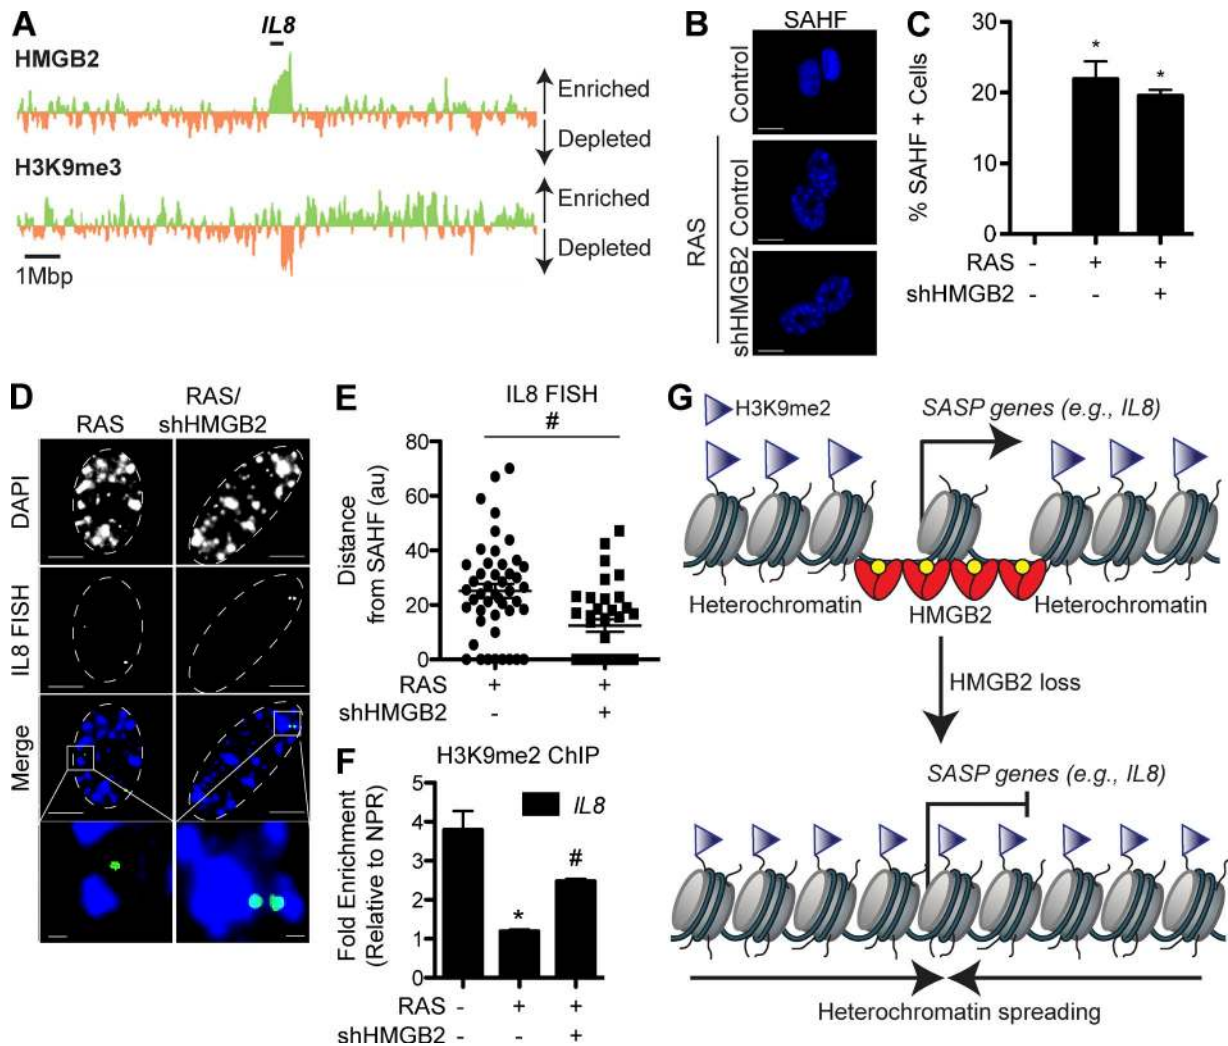 A
IL8
HMGB2
Enriched
Depleted
H3K9me3
Enriched
Depleted
1Mbp
B
SAHF
Control
RAS
Control
shHMGB2
C
% SAHF + Cells
30
20
10
0
RAS - + +
shHMGB2 - - +
* *
D
RAS
RAS/
shHMGB2
DAPI
IL8 FISH
Merge
E
IL8 FISH
#
Distance
from SAHF (au)
80
60
40
20
0
RAS + +
shHMGB2 - +
F
H3K9me2 ChIP
IL8
Fold Enrichment
(Relative to NPR)
5
4
3
2
1
0
* #
RAS - + +
shHMGB2 - - +
G
H3K9me2
SASP genes (e.g., IL8)
Heterochromatin
HMGB2
Heterochromatin
HMGB2 loss
SASP genes (e.g., IL8)
Heterochromatin spreading